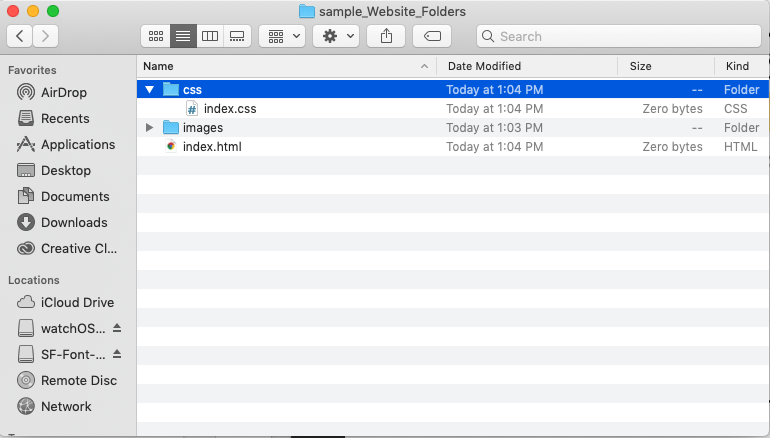 sample_Website_Folders
Search
Favorites
AirDrop
Recents
Applications
Desktop
Documents
Downloads
Creative Cl...
Locations
iCloud Drive
watchOS...
SF-Font-...
Remote Disc
Network
Name Date Modified Size Kind
css Today at 1:04 PM -- Folder
# index.css Today at 1:04 PM Zero bytes CSS
images Today at 1:03 PM -- Folder
index.html Today at 1:04 PM Zero bytes HTML